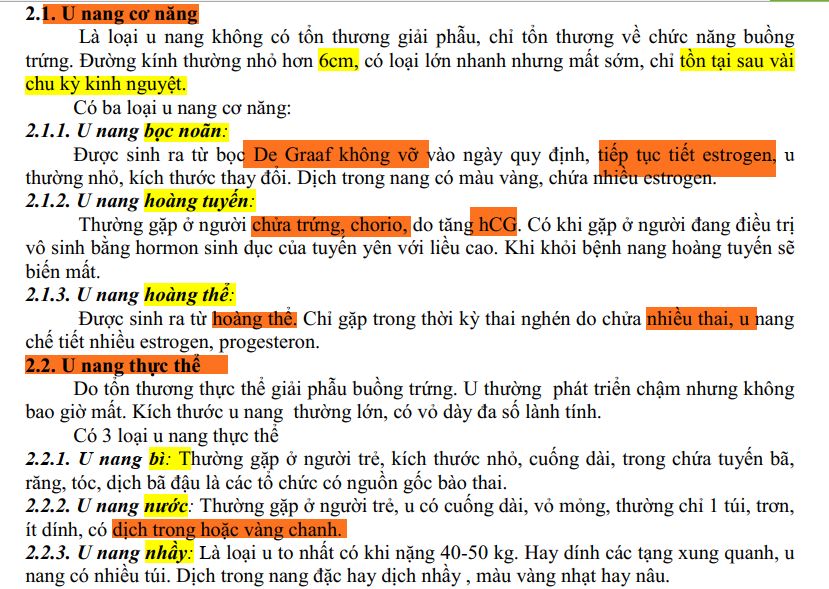 2.1. U nang cơ năng
Là loại u nang không có tổn thương giải phẫu, chỉ tổn thương về chức năng buồng
trứng. Đường kính thường nhỏ hơn 6cm, có loại lớn nhanh nhưng mất sớm, chỉ tồn tại sau vài
chu kỳ kinh nguyệt.
Có ba loại u nang cơ năng:
2.1.1. U nang bọc noãn:
Được sinh ra từ bọc De Graaf không vỡ vào ngày quy định, tiếp tục tiết estrogen, u
thường nhỏ, kích thước thay đổi. Dịch trong nang có màu vàng, chứa nhiều estrogen.
2.1.2. U nang hoàng tuyến:
Thường gặp ở người chửa trứng, chorio, do tăng hCG. Có khi gặp ở người đang điều trị
vô sinh bằng hormon sinh dục của tuyến yên với liều cao. Khi khỏi bệnh nang hoàng tuyến sẽ
biến mất.
2.1.3. U nang hoàng thể:
Được sinh ra từ hoàng thể. Chỉ gặp trong thời kỳ thai nghén do chửa nhiều thai, u nang
chế tiết nhiều estrogen, progesteron.
2.2. U nang thực thể
Do tổn thương thực thể giải phẫu buồng trứng. U thường phát triển chậm nhưng không
bao giờ mất. Kích thước u nang thường lớn, có vỏ dày đa số lành tính.
Có 3 loại u nang thực thể
2.2.1. U nang bì: Thường gặp ở người trẻ, kích thước nhỏ, cuống dài, trong chứa tuyến bã,
răng, tóc, dịch bã đậu là các tổ chức có nguồn gốc bào thai.
2.2.2. U nang nước: Thường gặp ở người trẻ, u có cuống dài, vỏ mỏng, thường chỉ 1 túi, trơn,
ít dính, có dịch trong hoặc vàng chanh.
2.2.3. U nang nhầy: Là loại u to nhất có khi nặng 40-50 kg. Hay dính các tạng xung quanh, u
nang có nhiều túi. Dịch trong nang đặc hay dịch nhầy , màu vàng nhạt hay nâu.